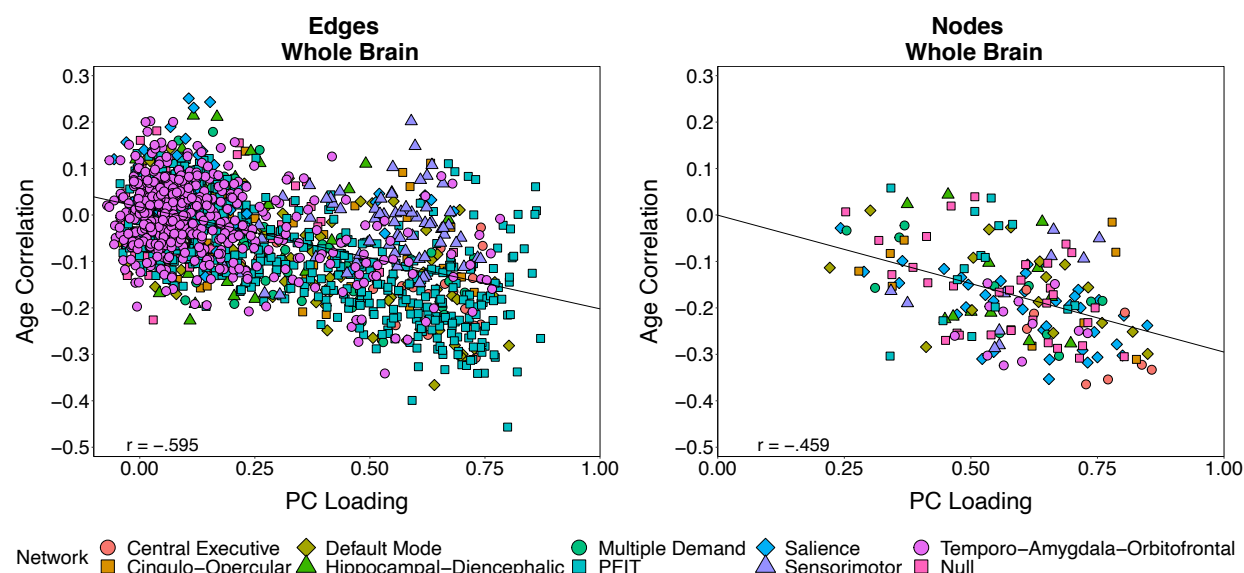 Edges
Whole Brain
Nodes
Whole Brain
Age Correlation
0.3
0.2
0.1
0.0
−0.1
−0.2
−0.3
−0.4
−0.5
r = −.595
0.00
0.25
0.50
0.75
1.00
PC Loading
Age Correlation
0.3
0.2
0.1
0.0
−0.1
−0.2
−0.3
−0.4
−0.5
r = −.459
0.00
0.25
0.50
0.75
1.00
PC Loading
Network
Central Executive
Default Mode
Multiple Demand
Salience
Temporo−Amygdala−Orbitofrontal
Cingulo−Opercular
Hippocampal−Diencephalic
PFIT
Sensorimotor
Null